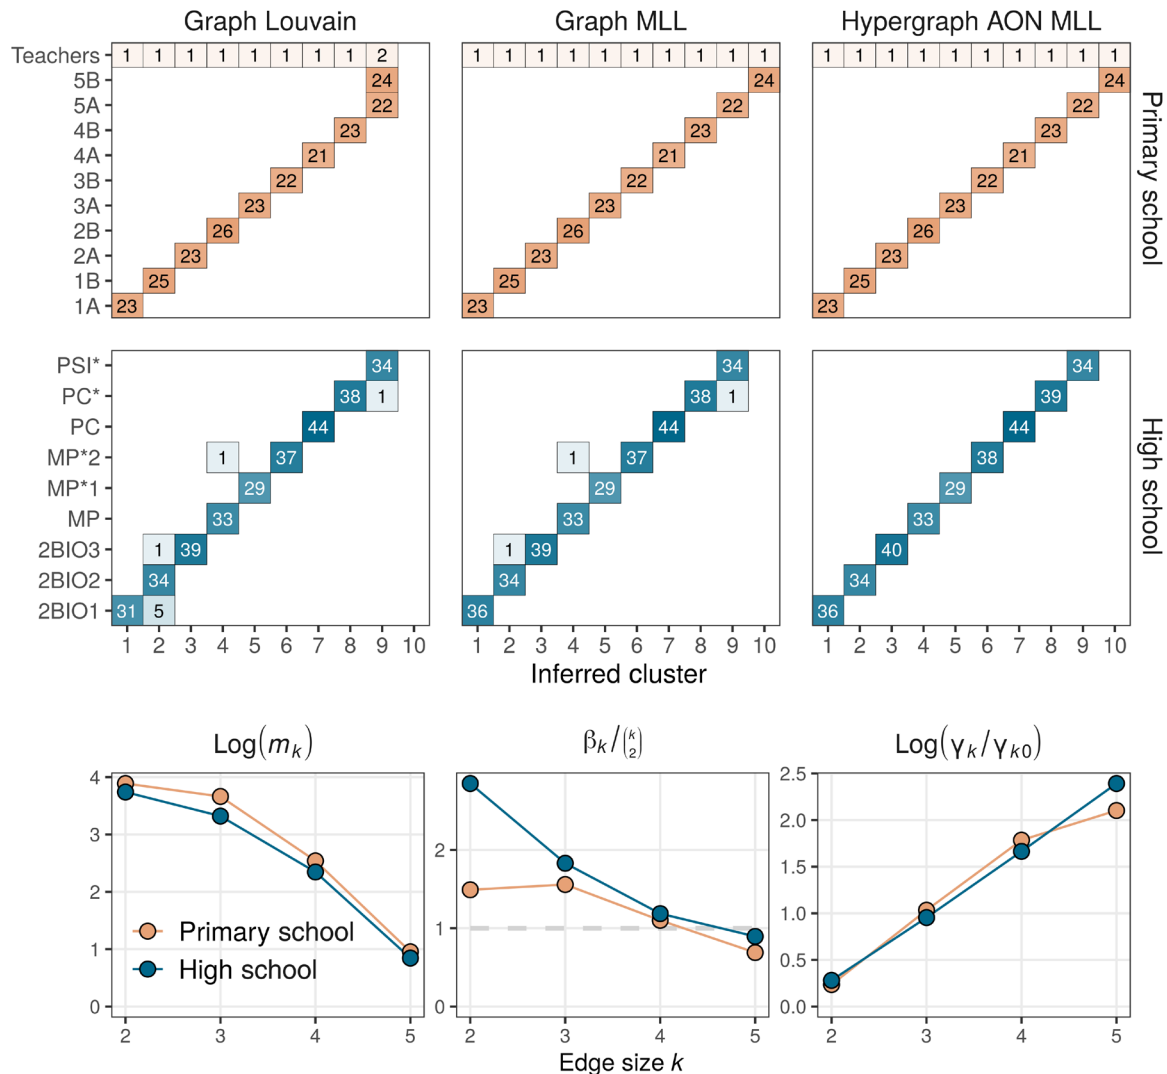 Graph Louvain Graph MLL Hypergraph AON MLL
Teachers 1 1 1 1 1 1 1 1 2 1 1 1 1 1 1 1 1 1 1 1 1 1 1 1 1 1 1 1 1
5B 24 24 24
5A 22 22 22
4B 23 23 23
4A 21 21 21
3B 22 22 22
3A 23 23 23
2B 26 26 26
2A 23 23 23
1B 25 25 25
1A 23 23 23
Primary school
PSI* 34 34 34
PC* 38 1 38 1 39
PC 44 44 44
MP*2 1 37 1 37 38
MP*1 29 29 29
MP 33 33 33
2BIO3 1 39 1 39 40
2BIO2 34 34 34
2BIO1 31 5 36 36
High school
1 2 3 4 5 6 7 8 9 10 1 2 3 4 5 6 7 8 9 10 1 2 3 4 5 6 7 8 9 10
Inferred cluster
Log(m_k) β_k/(k 2) Log(γ_k/γ_k0)
4
3
2
1
0
Primary school
High school
2 3 4 5
2
1
0
2 3 4 5
2.5
2.0
1.5
1.0
0.5
0.0
2 3 4 5
Edge size k